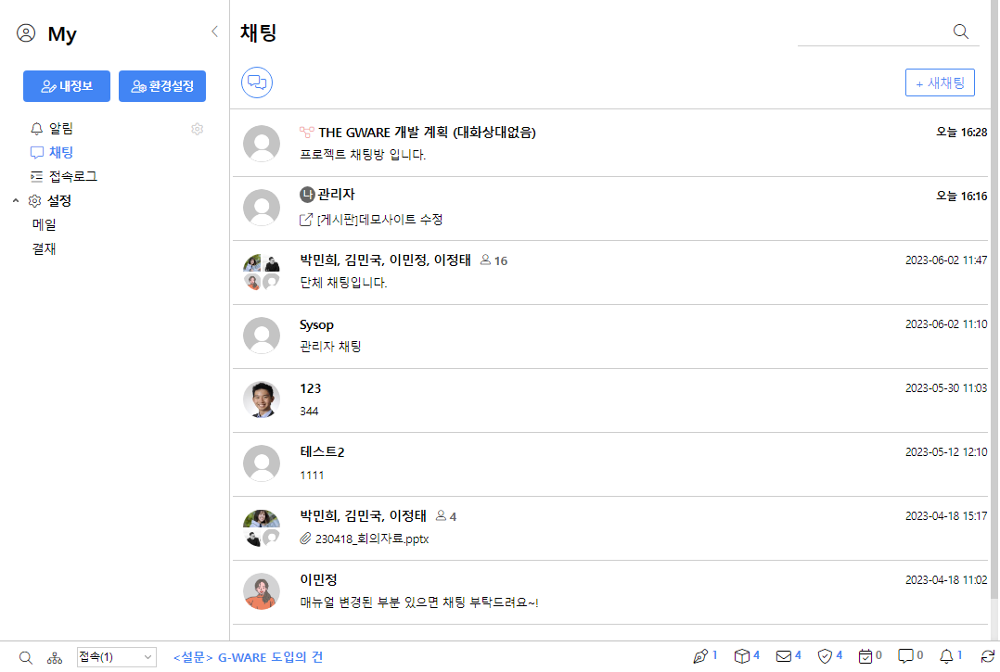 My
내정보 환경설정
알림
채팅
접속로그
설정
메일
결재
채팅
+ 새채팅
THE GWARE 개발 계획 (대화상대없음) 오늘 16:28
프로젝트 채팅방 입니다.
나 관리자 오늘 16:16
[게시판]데모사이트 수정
박민희, 김민국, 이민정, 이정태 16 2023-06-02 11:47
단체 채팅입니다.
Sysop 2023-06-02 11:10
관리자 채팅
123 2023-05-30 11:03
344
테스트2 2023-05-12 12:10
1111
박민희, 김민국, 이정태 4 2023-04-18 15:17
230418_회의자료.pptx
이민정 2023-04-18 11:02
매뉴얼 변경된 부분 있으면 채팅 부탁드려요~!
접속(1) <설문> G-WARE 도입의 건 1 4 4 4 0 0 1